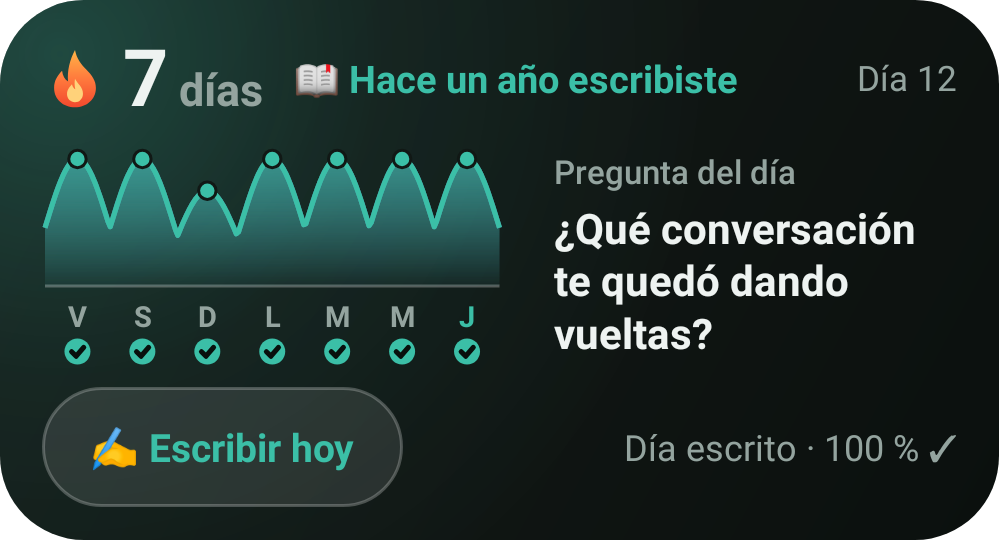 🔥 7 días
📖 Hace un año escribiste
Día 12
Pregunta del día
¿Qué conversación
te quedó dando
vueltas?
V S D L M M J
✍️ Escribir hoy
Día escrito · 100 % ✓